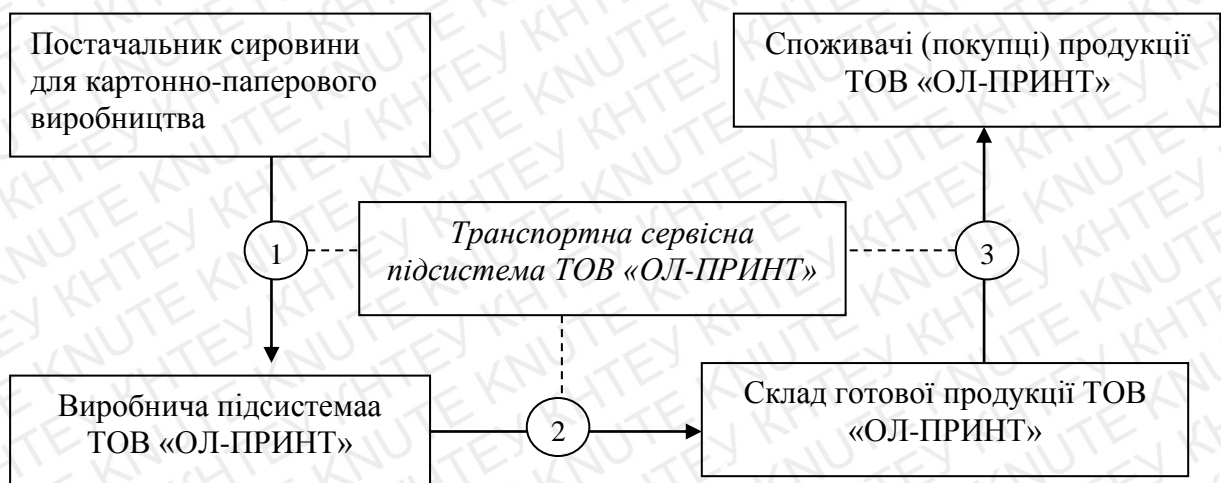 Постачальник сировини
для картонно-паперового
виробництва
Споживачі (покупці) продукції
ТОВ «ОЛ-ПРИНТ»
1
Транспортна сервісна
підсистема ТОВ «ОЛ-ПРИНТ»
3
Виробнича підсистемаа
ТОВ «ОЛ-ПРИНТ»
2
Склад готової продукції ТОВ
«ОЛ-ПРИНТ»